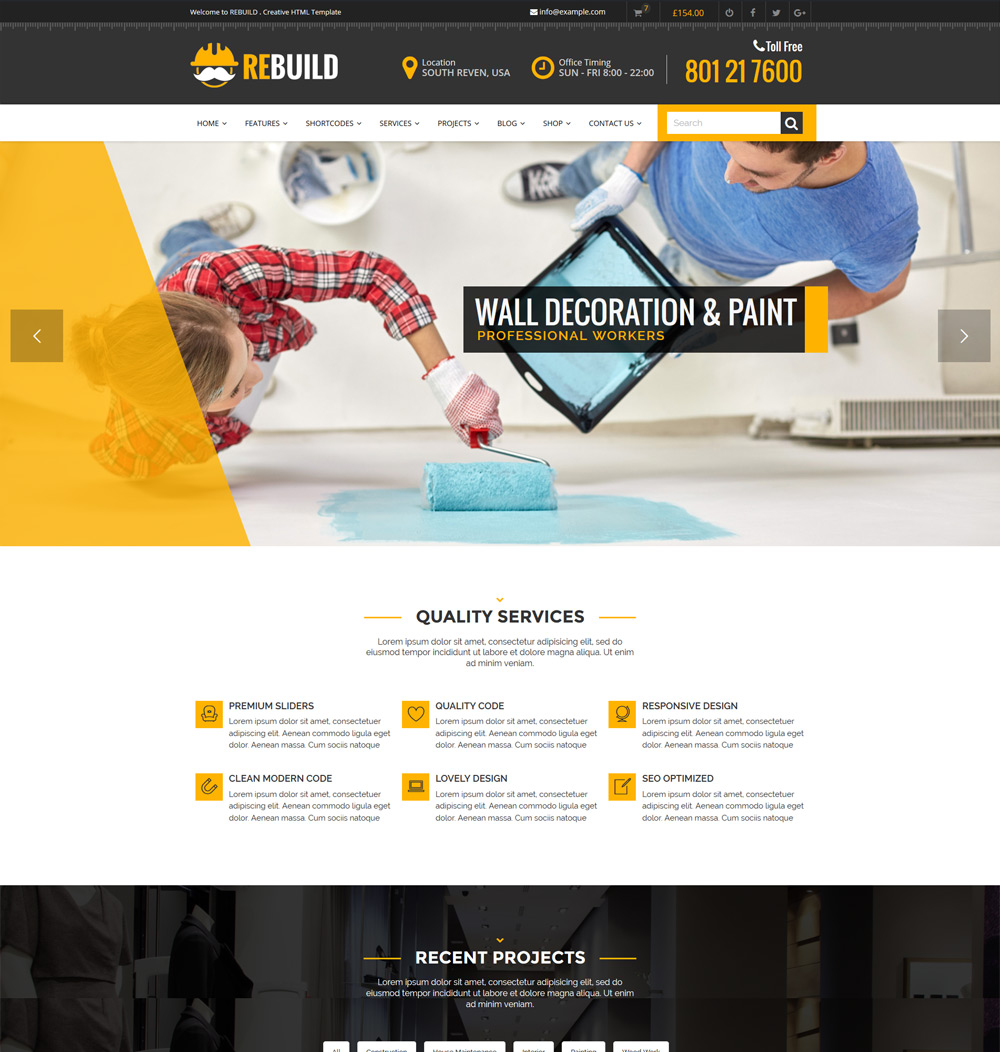 Welcome to REBUILD . Creative HTML Template
info@example.com
7
£154.00
REBUILD
Location
SOUTH REVEN, USA
Office Timing
SUN - FRI 8:00 - 22:00
Toll Free
801 21 7600
HOME
FEATURES
SHORTCODES
SERVICES
PROJECTS
BLOG
SHOP
CONTACT US
Search
WALL DECORATION & PAINT
PROFESSIONAL WORKERS
QUALITY SERVICES
Lorem ipsum dolor sit amet, consectetur adipisicing elit, sed do
eiusmod tempor incididunt ut labore et dolore magna aliqua. Ut enim
ad minim veniam.
PREMIUM SLIDERS
Lorem ipsum dolor sit amet, consectetuer
adipiscing elit. Aenean commodo ligula eget
dolor. Aenean massa. Cum sociis natoque
QUALITY CODE
Lorem ipsum dolor sit amet, consectetuer
adipiscing elit. Aenean commodo ligula eget
dolor. Aenean massa. Cum sociis natoque
RESPONSIVE DESIGN
Lorem ipsum dolor sit amet, consectetuer
adipiscing elit. Aenean commodo ligula eget
dolor. Aenean massa. Cum sociis natoque
CLEAN MODERN CODE
Lorem ipsum dolor sit amet, consectetuer
adipiscing elit. Aenean commodo ligula eget
dolor. Aenean massa. Cum sociis natoque
LOVELY DESIGN
Lorem ipsum dolor sit amet, consectetuer
adipiscing elit. Aenean commodo ligula eget
dolor. Aenean massa. Cum sociis natoque
SEO OPTIMIZED
Lorem ipsum dolor sit amet, consectetuer
adipiscing elit. Aenean commodo ligula eget
dolor. Aenean massa. Cum sociis natoque
RECENT PROJECTS
Lorem ipsum dolor sit amet, consectetur adipisicing elit, sed do
eiusmod tempor incididunt ut labore et dolore magna aliqua. Ut enim
ad minim veniam.
All
Construction
House Maintenance
Interior
Painting
Wood Work